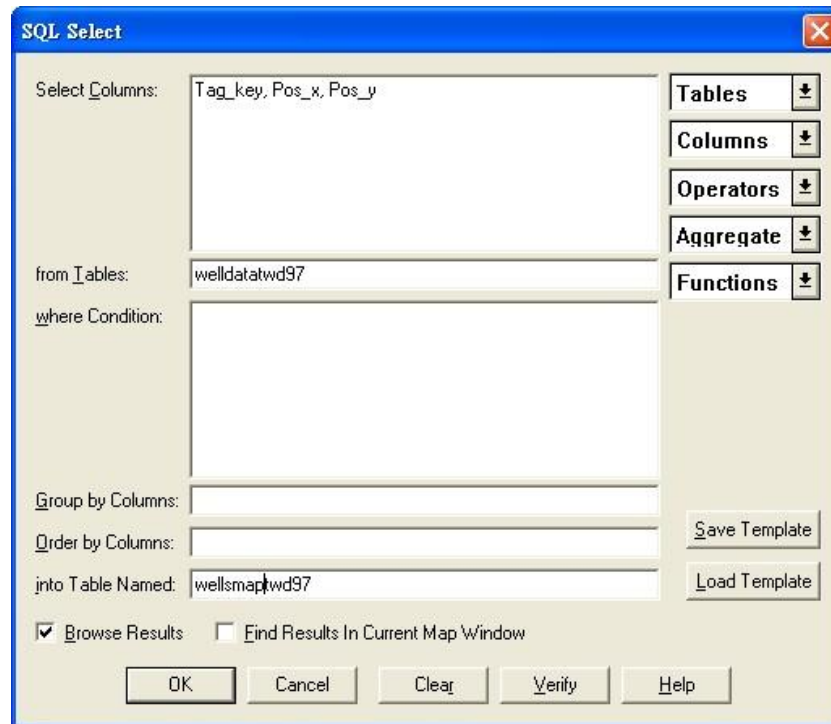 SQL Select
Select Columns:
Tag_key, Pos_x, Pos_y
Tables
Columns
Operators
Aggregate
Functions
from Tables:
welldatatwd97
where Condition:
Group by Columns:
Order by Columns:
into Table Named:
wellsmaptwd97
Save Template
Load Template
Browse Results
Find Results In Current Map Window
OK
Cancel
Clear
Verify
Help